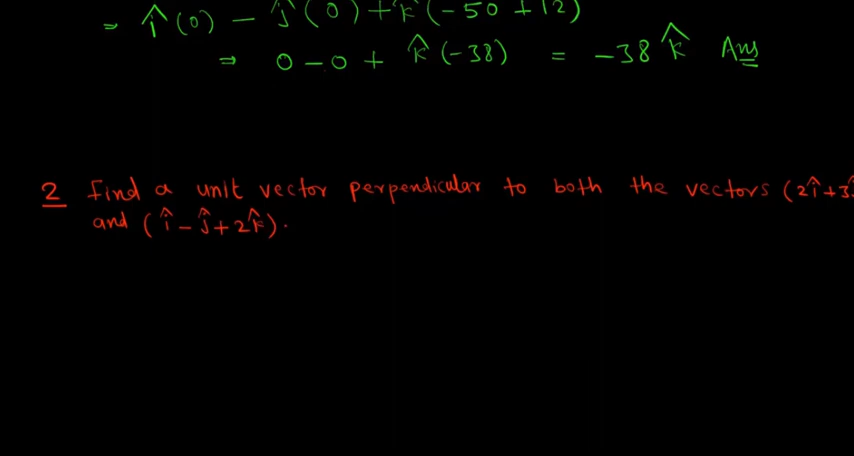 ⇒ î(0) − ĵ(0) + k̂(−50+12)
⇒ 0 − 0 + k̂(−38) = −38 k̂ Ans
2 find a unit vector perpendicular to both the vectors (2î+3
and (î−ĵ+2k̂).